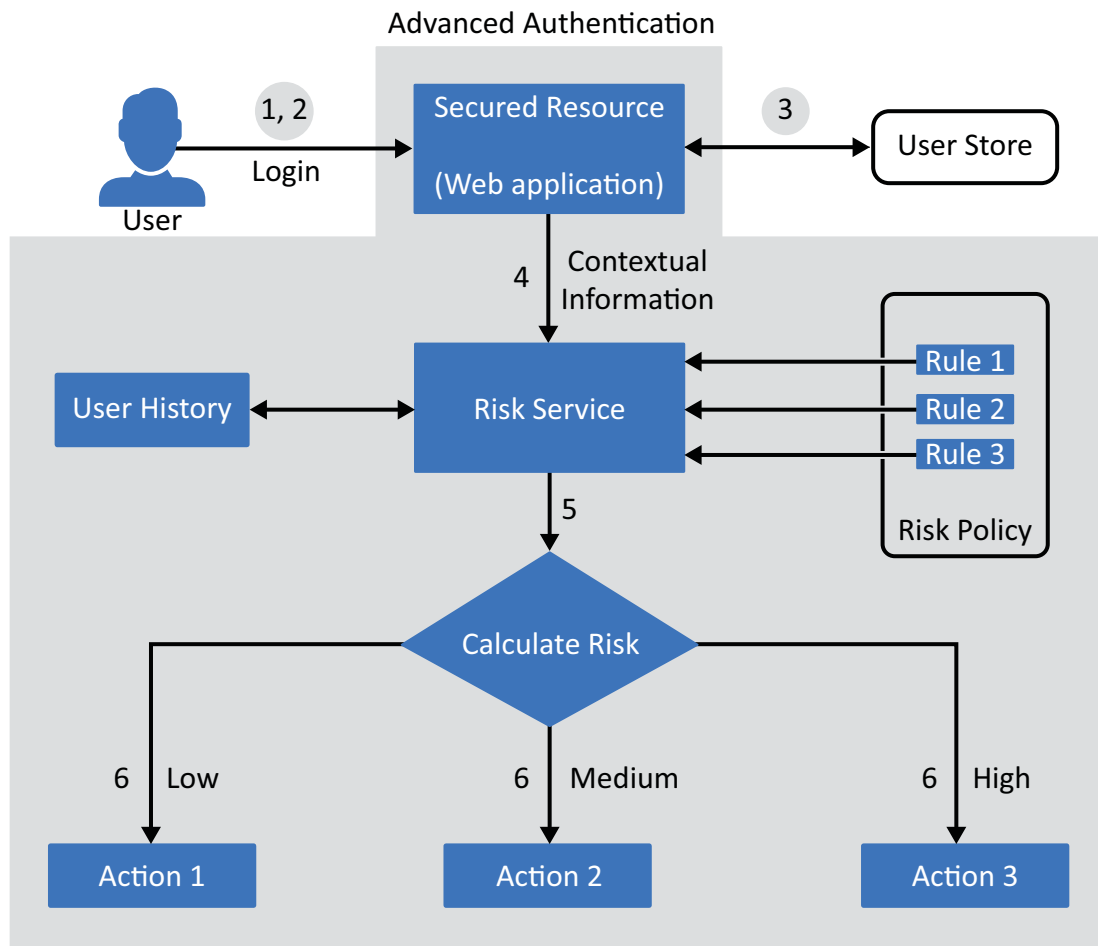 Advanced Authentication
1, 2
Login
User
Secured Resource
(Web application)
3
User Store
4
Contextual
Information
User History
Risk Service
Rule 1
Rule 2
Rule 3
Risk Policy
5
Calculate Risk
6
Low
6
Medium
6
High
Action 1
Action 2
Action 3